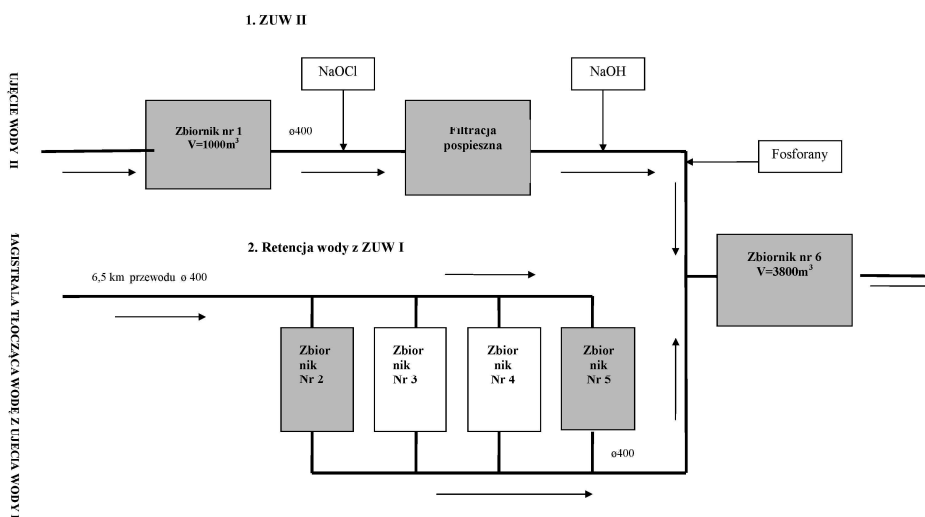 1. ZUW II
NaOCl
NaOH
UJĘCIE WODY II
Zbiornik nr 1
V=1000m³
ø400
Filtracja
pospieszna
Fosforany
2. Retencja wody z ZUW I
Zbiornik nr 6
V=3800m³
6,5 km przewodu ø 400
Zbior
nik
Nr 2
Zbior
nik
Nr 3
Zbior
nik
Nr 4
Zbior
nik
Nr 5
ø400
TŁOCZĄCA WODĘ Z UJĘCIA WODY I